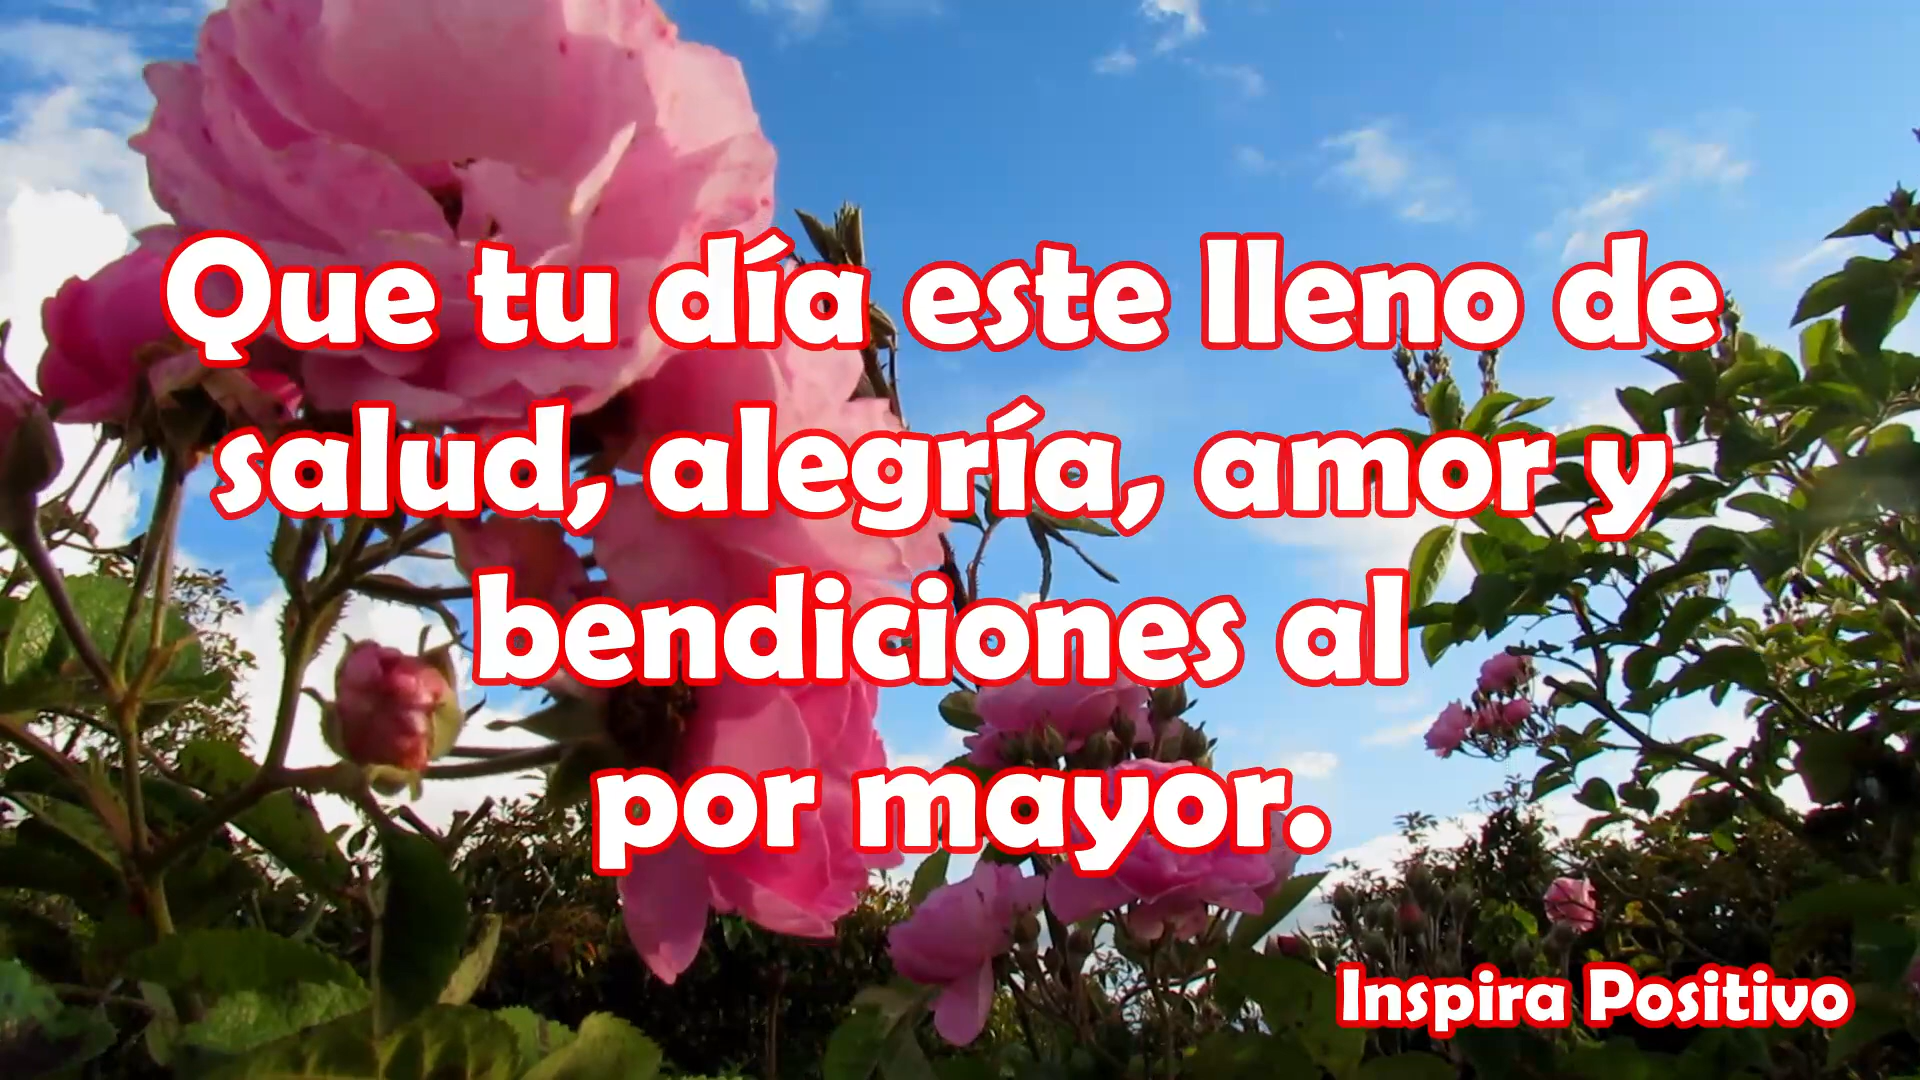 Que tu día este lleno de
salud, alegría, amor y
bendiciones al
por mayor.
Inspira Positivo